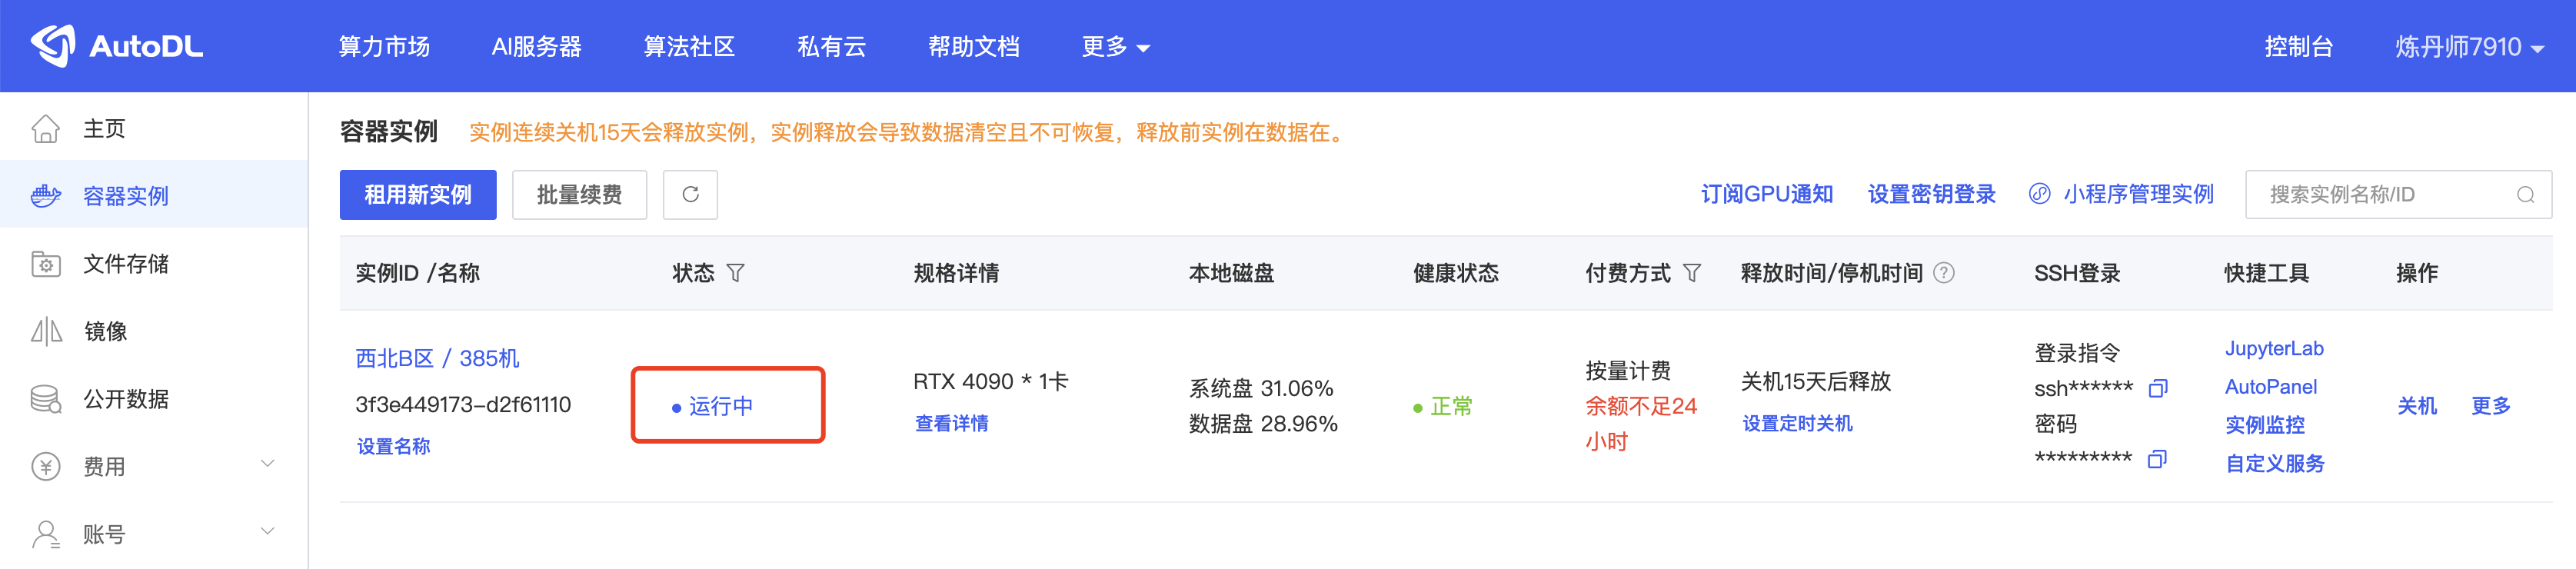 AutoDL 算力市场 AI服务器 算法社区 私有云 帮助文档 更多 控制台 炼丹师7910
主页
容器实例
文件存储
镜像
公开数据
费用
账号
容器实例 实例连续关机15天会释放实例，实例释放会导致数据清空且不可恢复，释放前实例在数据在。
租用新实例 批量续费 订阅GPU通知 设置密钥登录 小程序管理实例 搜索实例名称/ID
实例ID /名称 状态 规格详情 本地磁盘 健康状态 付费方式 释放时间/停机时间 ? SSH登录 快捷工具 操作
西北B区 / 385机
3f3e449173-d2f61110
设置名称
运行中
RTX 4090 * 1卡
查看详情
系统盘 31.06%
数据盘 28.96%
正常
按量计费
余额不足24
小时
关机15天后释放
设置定时关机
登录指令
ssh******
密码
*********
JupyterLab
AutoPanel
实例监控
自定义服务
关机 更多